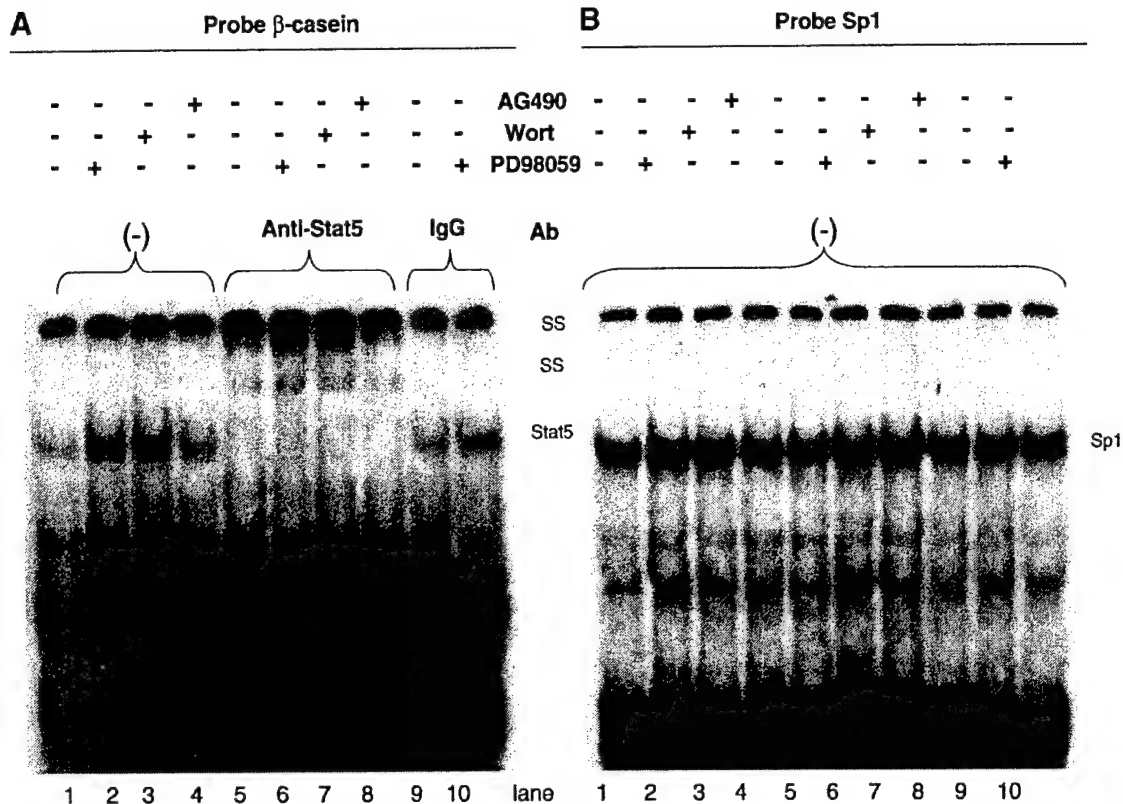 A Probe β-casein B Probe Sp1
- - - + - - - + - - AG490 - - - + - - - + - -
- - + - - - + - - - Wort - - + - - - + - - -
- + - - - + - - - + PD98059 - + - - - + - - - +
(-) Anti-Stat5 IgG Ab (-)
SS
SS
Stat5 Sp1
1 2 3 4 5 6 7 8 9 10 lane 1 2 3 4 5 6 7 8 9 10